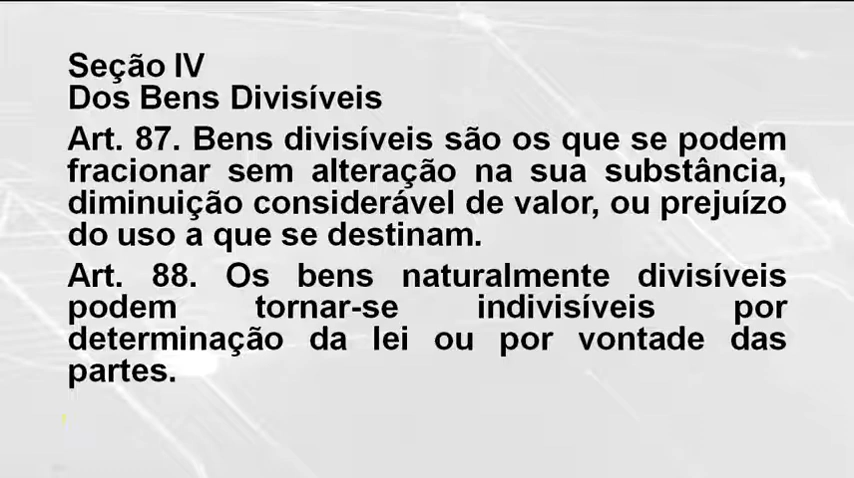 Seção IV
Dos Bens Divisíveis
Art. 87. Bens divisíveis são os que se podem
fracionar sem alteração na sua substância,
diminuição considerável de valor, ou prejuízo
do uso a que se destinam.
Art. 88. Os bens naturalmente divisíveis
podem tornar-se indivisíveis por
determinação da lei ou por vontade das
partes.